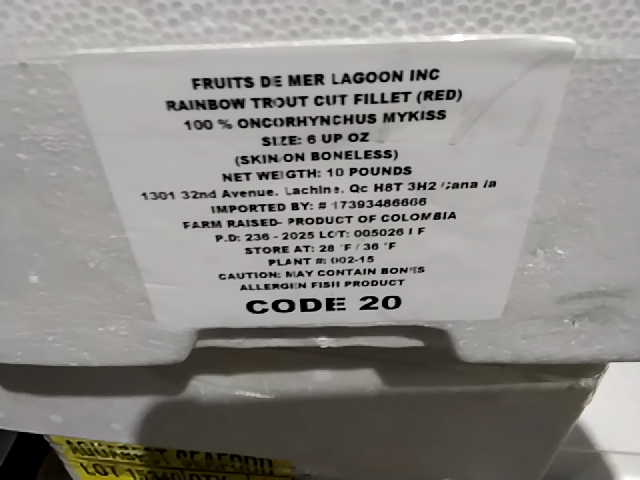 FRUITS DE MER LAGOON INC
RAINBOW TROUT CUT FILLET (RED)
100 % ONCORHYNCHUS MYKISS
SIZE: 6 UP OZ
(SKIN ON BONELESS)
NET WEIGTH: 10 POUNDS
1301 32nd Avenue. Lachine. Qc H8T 3H2 Canada
IMPORTED BY: # 17393486666
FARM RAISED- PRODUCT OF COLOMBIA
P.D: 236 - 2025 LOT: 005026 I F
STORE AT: 28 °F / 36 °F
PLANT #: 002-15
CAUTION: MAY CONTAIN BONES
ALLERGEN FISH PRODUCT
CODE 20
AQUABEST SEAFOOD
LOT